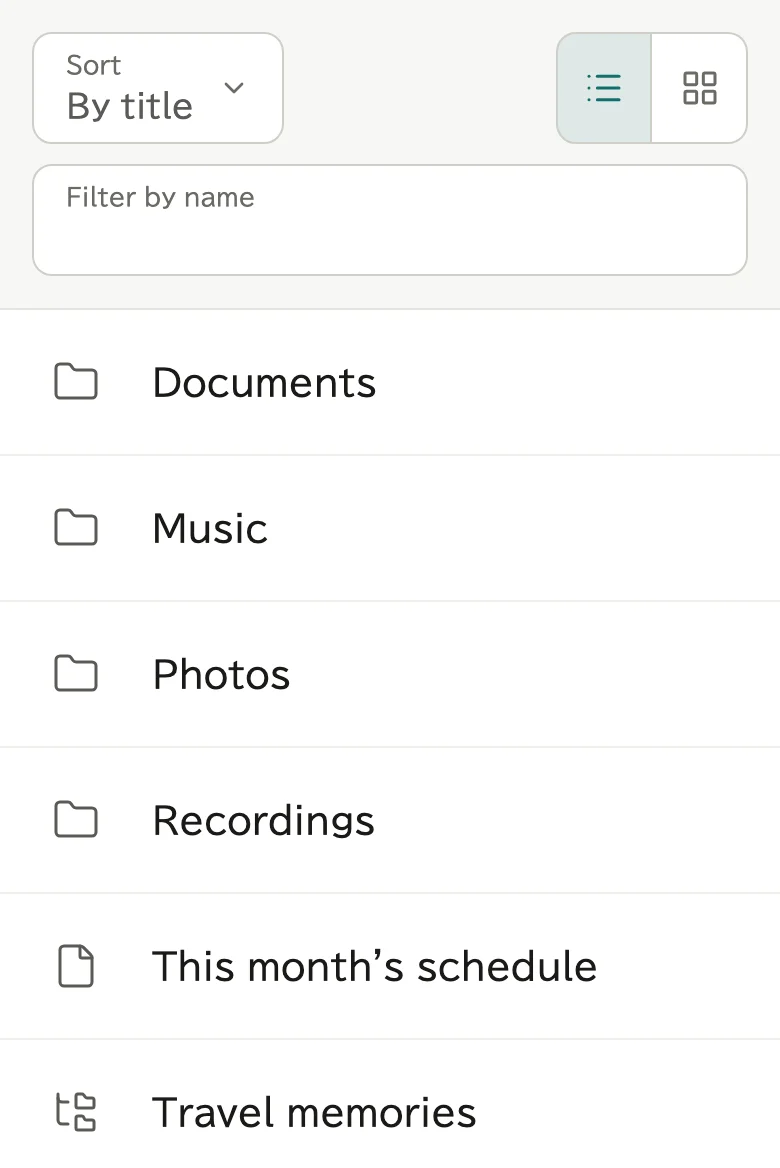 Sort
By title
Filter by name
Documents
Music
Photos
Recordings
This month’s schedule
Travel memories